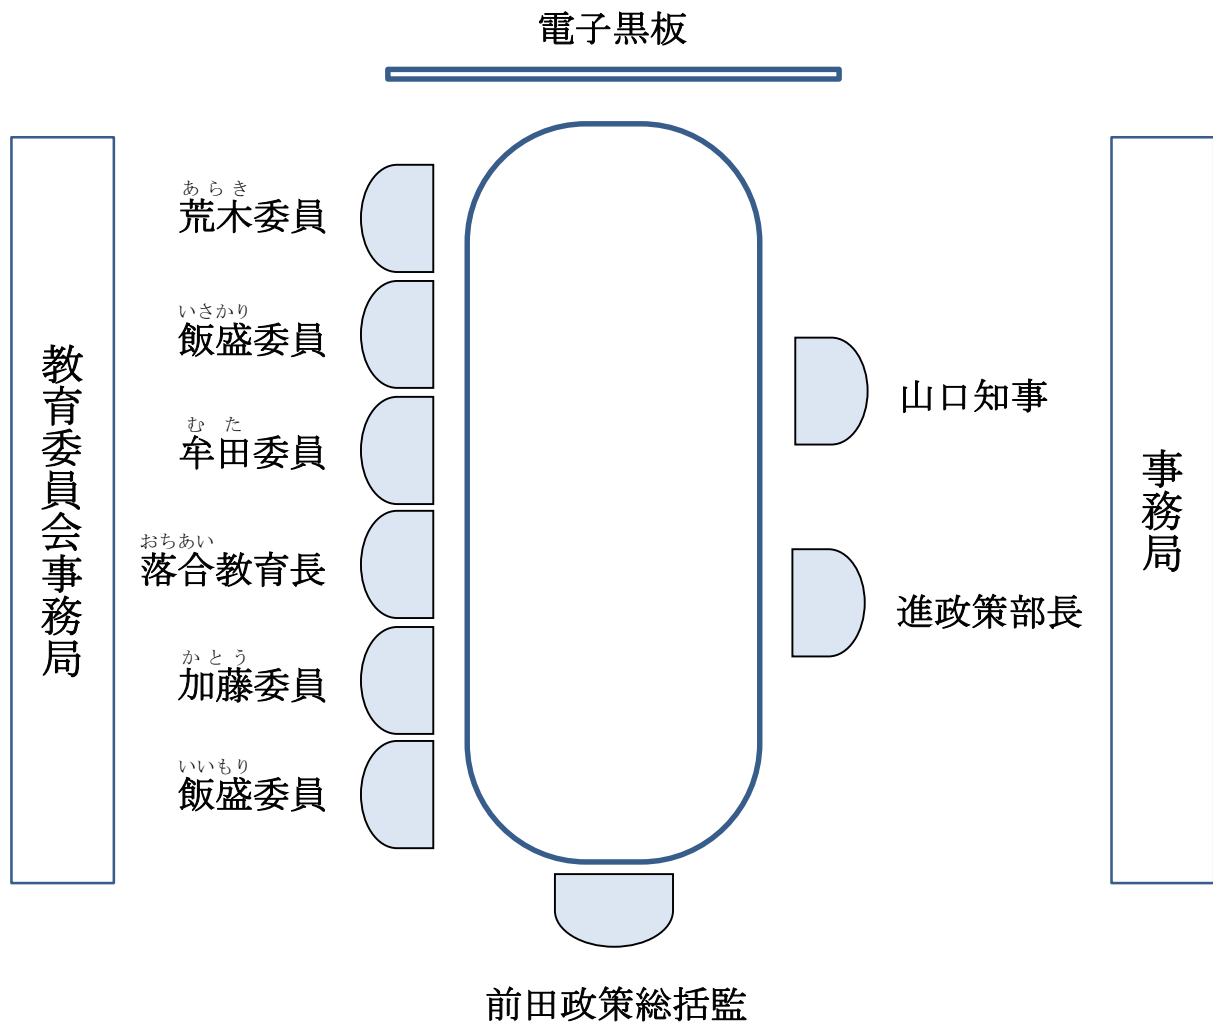 電子黒板
教育委員会事務局
あらき
荒木委員
いさかり
飯盛委員
むた
牟田委員
おちあい
落合教育長
かとう
加藤委員
いいもり
飯盛委員
山口知事
進政策部長
事務局
前田政策総括監